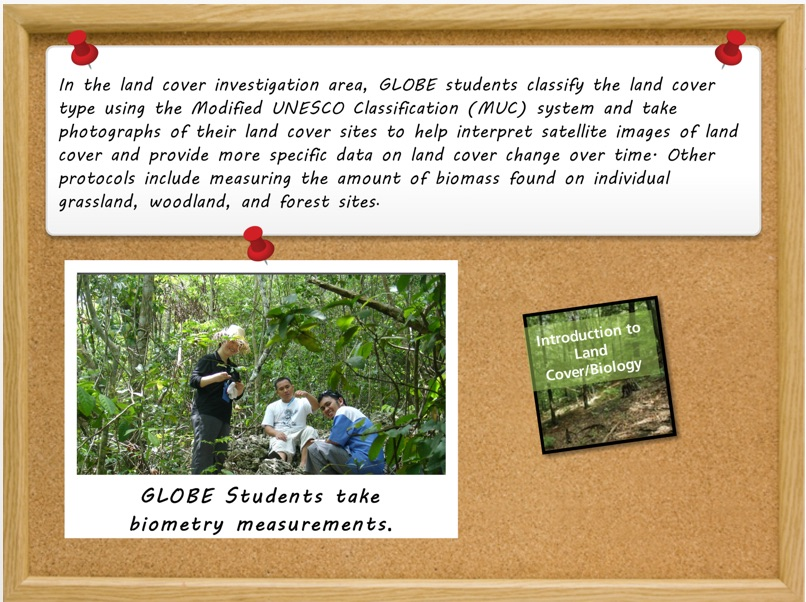 In the land cover investigation area, GLOBE students classify the land cover
type using the Modified UNESCO Classification (MUC) system and take
photographs of their land cover sites to help interpret satellite images of land
cover and provide more specific data on land cover change over time. Other
protocols include measuring the amount of biomass found on individual
grassland, woodland, and forest sites.
GLOBE Students take
biometry measurements.
Introduction to
Land
Cover/Biology